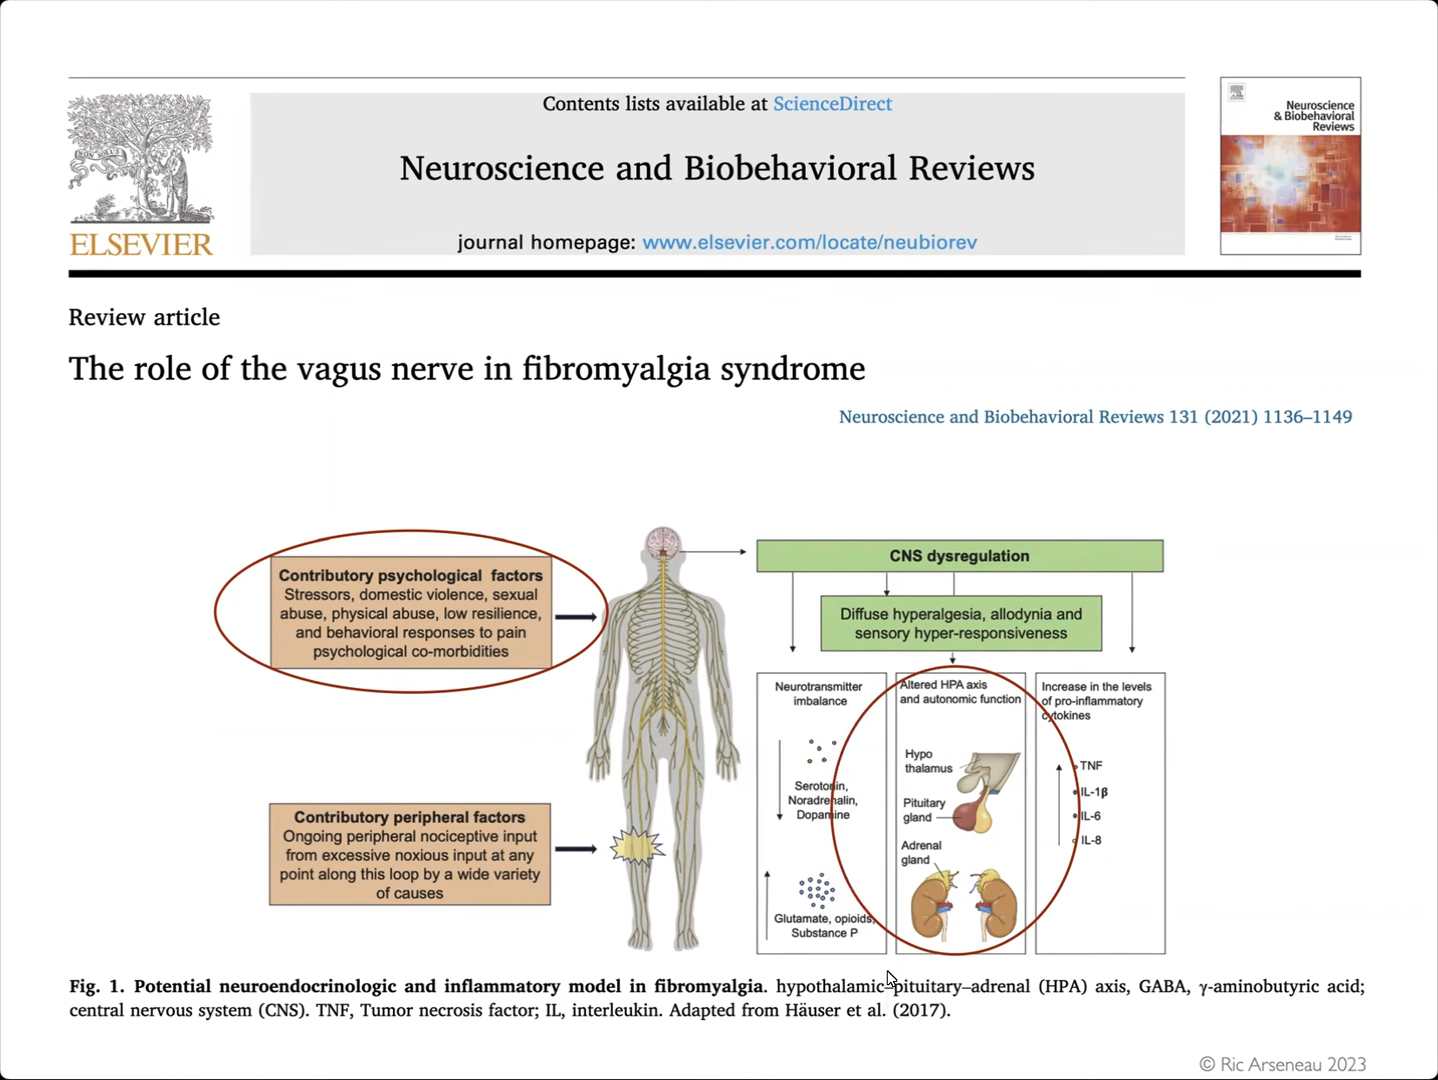 Contents lists available at ScienceDirect
Neuroscience and Biobehavioral Reviews
journal homepage: www.elsevier.com/locate/neubiorev
ELSEVIER
Neuroscience
& Biobehavioral
Reviews
Review article
The role of the vagus nerve in fibromyalgia syndrome
Neuroscience and Biobehavioral Reviews 131 (2021) 1136–1149
Contributory psychological factors
Stressors, domestic violence, sexual
abuse, physical abuse, low resilience,
and behavioral responses to pain
psychological co-morbidities
Contributory peripheral factors
Ongoing peripheral nociceptive input
from excessive noxious input at any
point along this loop by a wide variety
of causes
CNS dysregulation
Diffuse hyperalgesia, allodynia and
sensory hyper-responsiveness
Neurotransmitter
imbalance
Serotonin,
Noradrenalin,
Dopamine
Glutamate, opioids,
Substance P
Altered HPA axis
and autonomic function
Hypo
thalamus
Pituitary
gland
Adrenal
gland
Increase in the levels
of pro-inflammatory
cytokines
TNF
IL-1β
IL-6
IL-8
Fig. 1. Potential neuroendocrinologic and inflammatory model in fibromyalgia. hypothalamic–pituitary–adrenal (HPA) axis, GABA, γ-aminobutyric acid;
central nervous system (CNS). TNF, Tumor necrosis factor; IL, interleukin. Adapted from Häuser et al. (2017).
© Ric Arseneau 2023